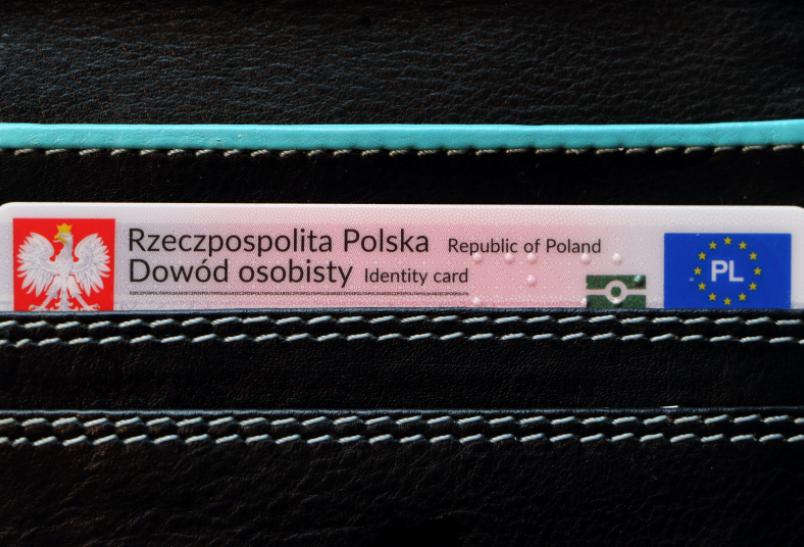 Rzeczpospolita Polska Republic of Poland
Dowód osobisty Identity card
PL